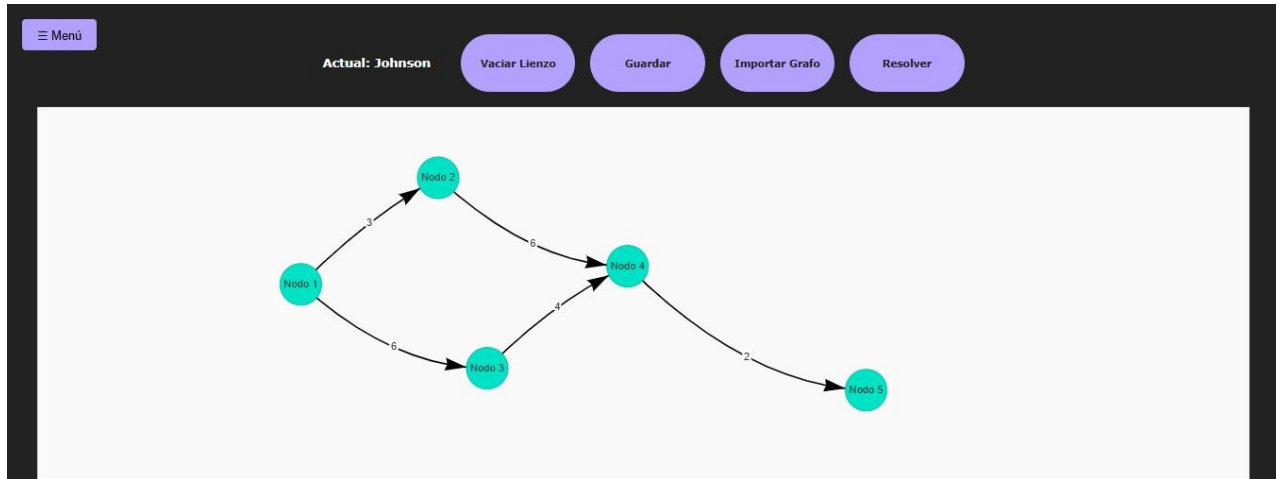 ☰ Menú
Actual: Johnson
Vaciar Lienzo
Guardar
Importar Grafo
Resolver
Nodo 2
3
6
Nodo 4
Nodo 1
4
6
2
Nodo 3
Nodo 5